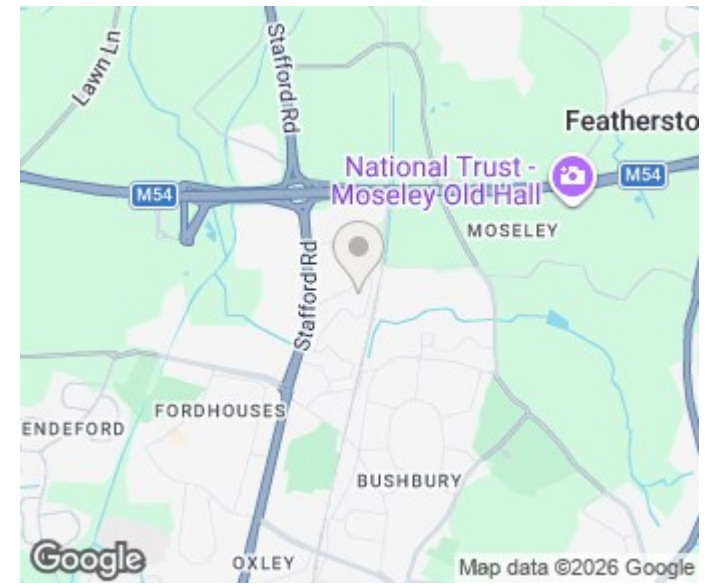 Lawn Ln
Stafford Rd
Feathersto
National Trust -
Moseley Old Hall
M54
M54
MOSELEY
Stafford Rd
FORDHOUSES
ENDEFORD
BUSHBURY
OXLEY
Google
Map data ©2026 Google